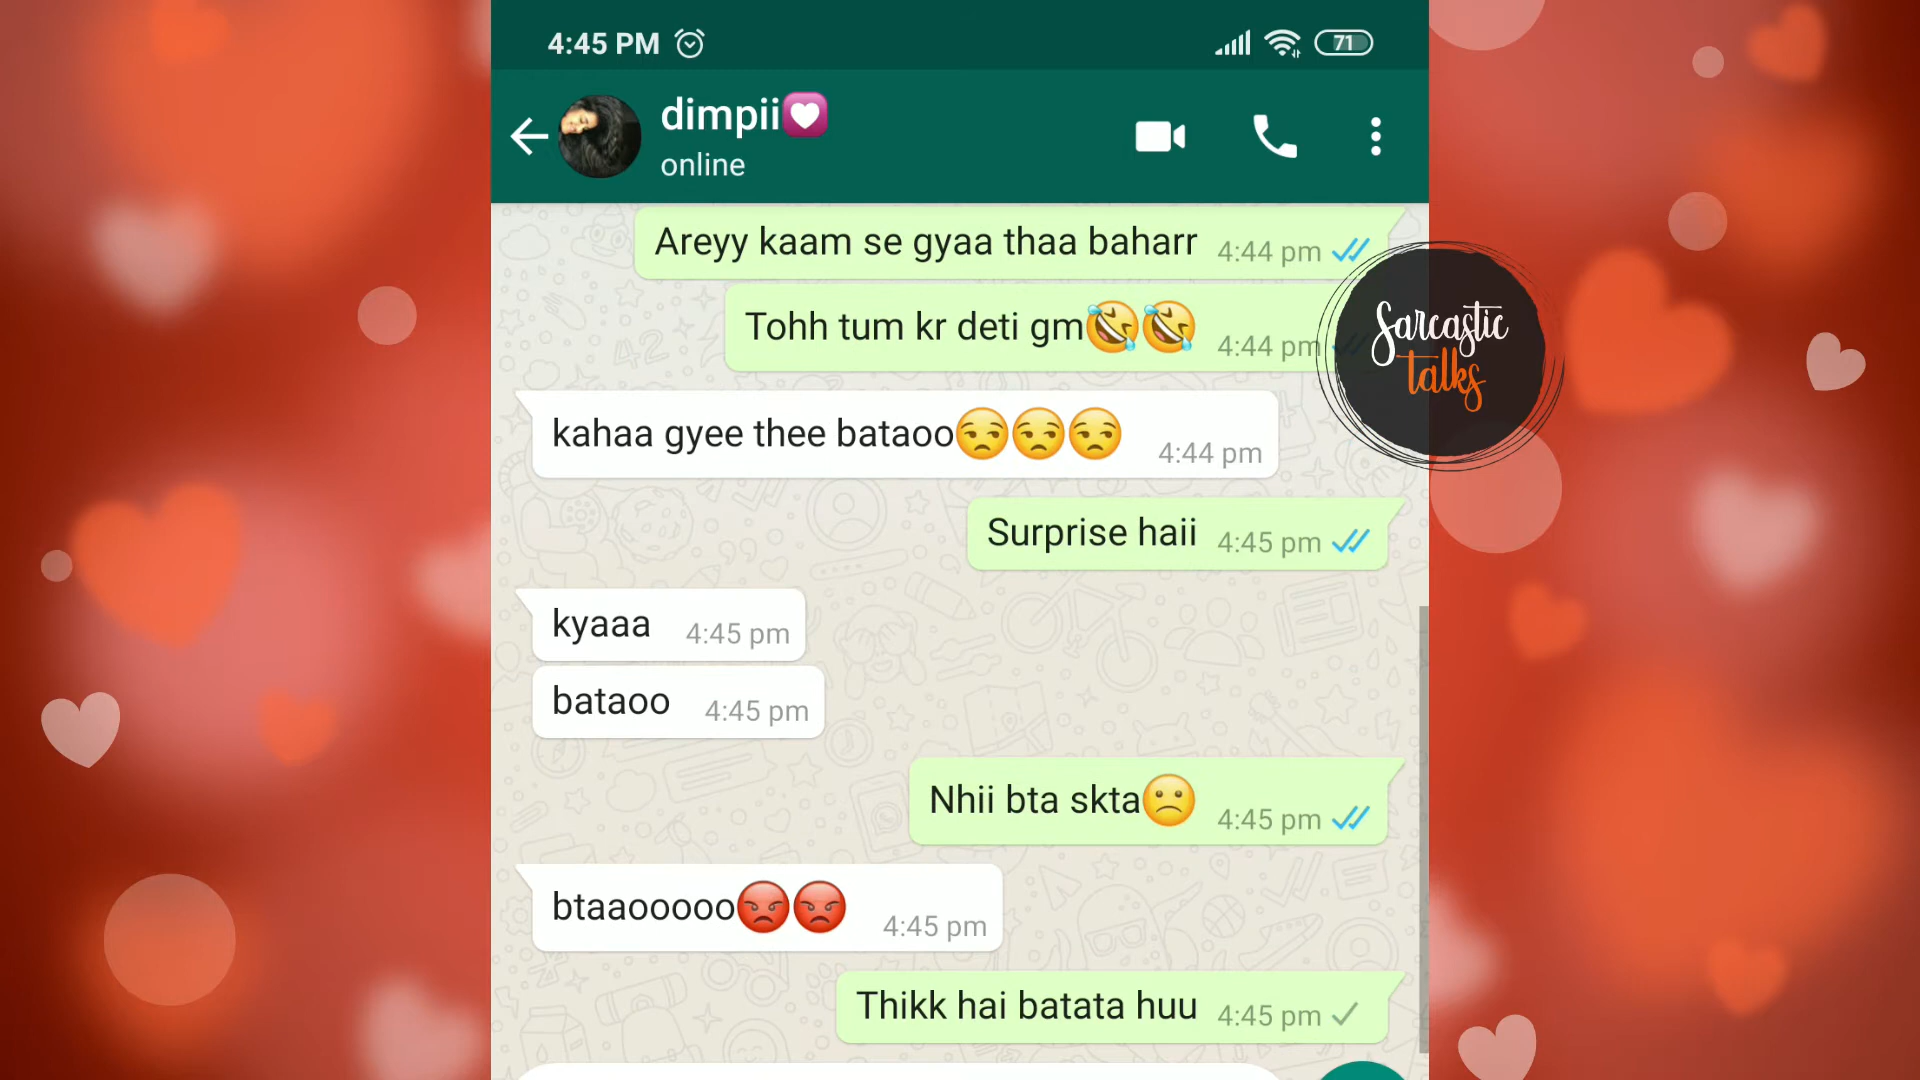 4:45 PM
71
dimpii💟
online
Areyy kaam se gyaa thaa baharr 4:44 pm
Tohh tum kr deti gm🤣🤣 4:44 pm
kahaa gyee thee bataoo😒😒😒 4:44 pm
Sarcastic
talks
Surprise haii 4:45 pm
kyaaa 4:45 pm
bataoo 4:45 pm
Nhii bta skta🙁 4:45 pm
btaaooooo😡😡 4:45 pm
Thikk hai batata huu 4:45 pm